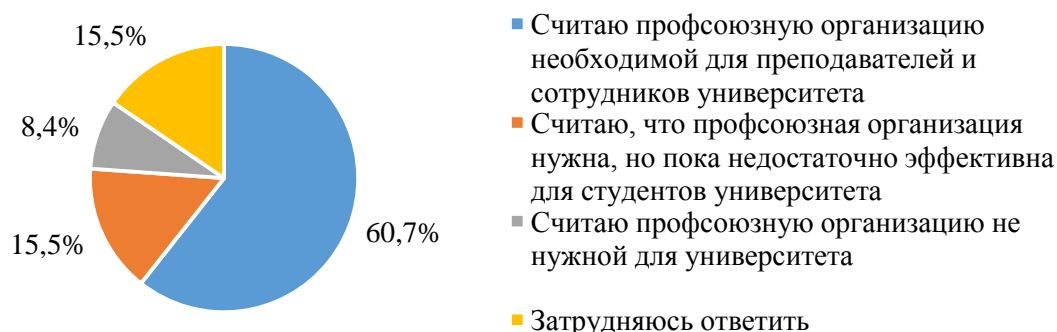 15,5%
8,4%
15,5%
60,7%
Считаю профсоюзную организацию
необходимой для преподавателей и
сотрудников университета
Считаю, что профсоюзная организация
нужна, но пока недостаточно эффективна
для студентов университета
Считаю профсоюзную организацию не
нужной для университета
Затрудняюсь ответить